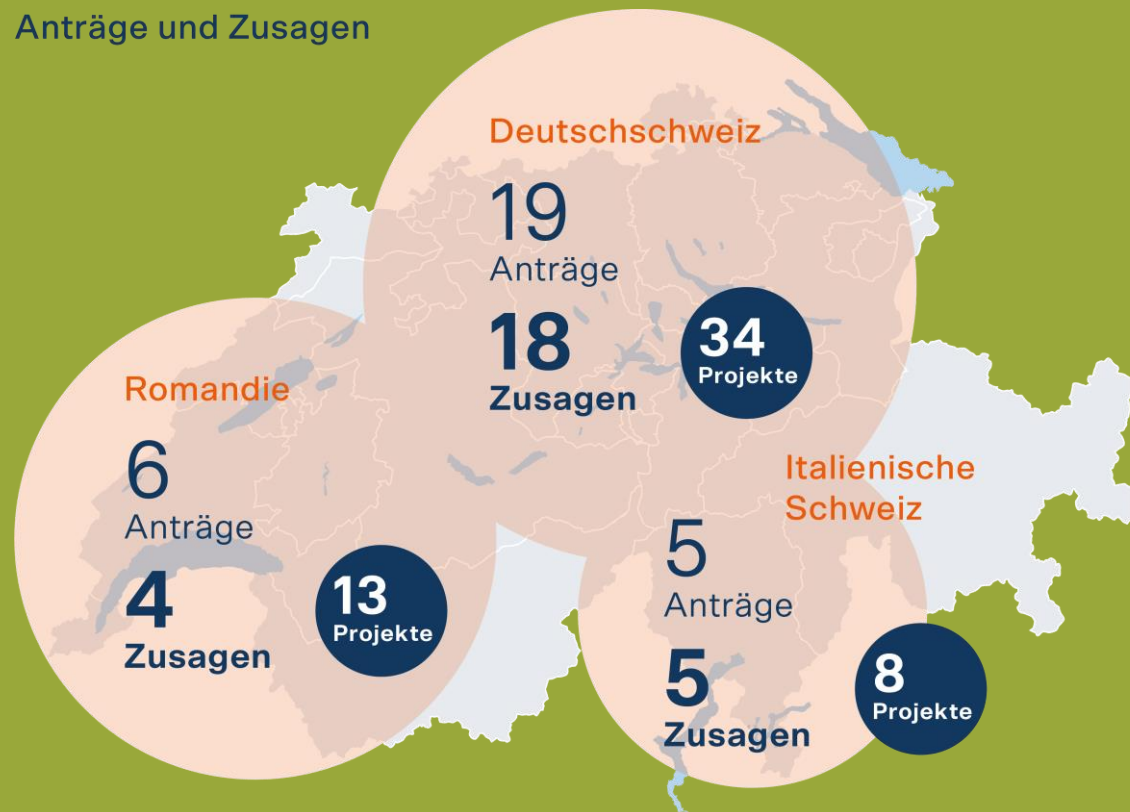 Anträge und Zusagen
Deutschschweiz
19
Anträge
18
Zusagen
34
Projekte
Romandie
6
Anträge
4
Zusagen
13
Projekte
Italienische
Schweiz
5
Anträge
5
Zusagen
8
Projekte